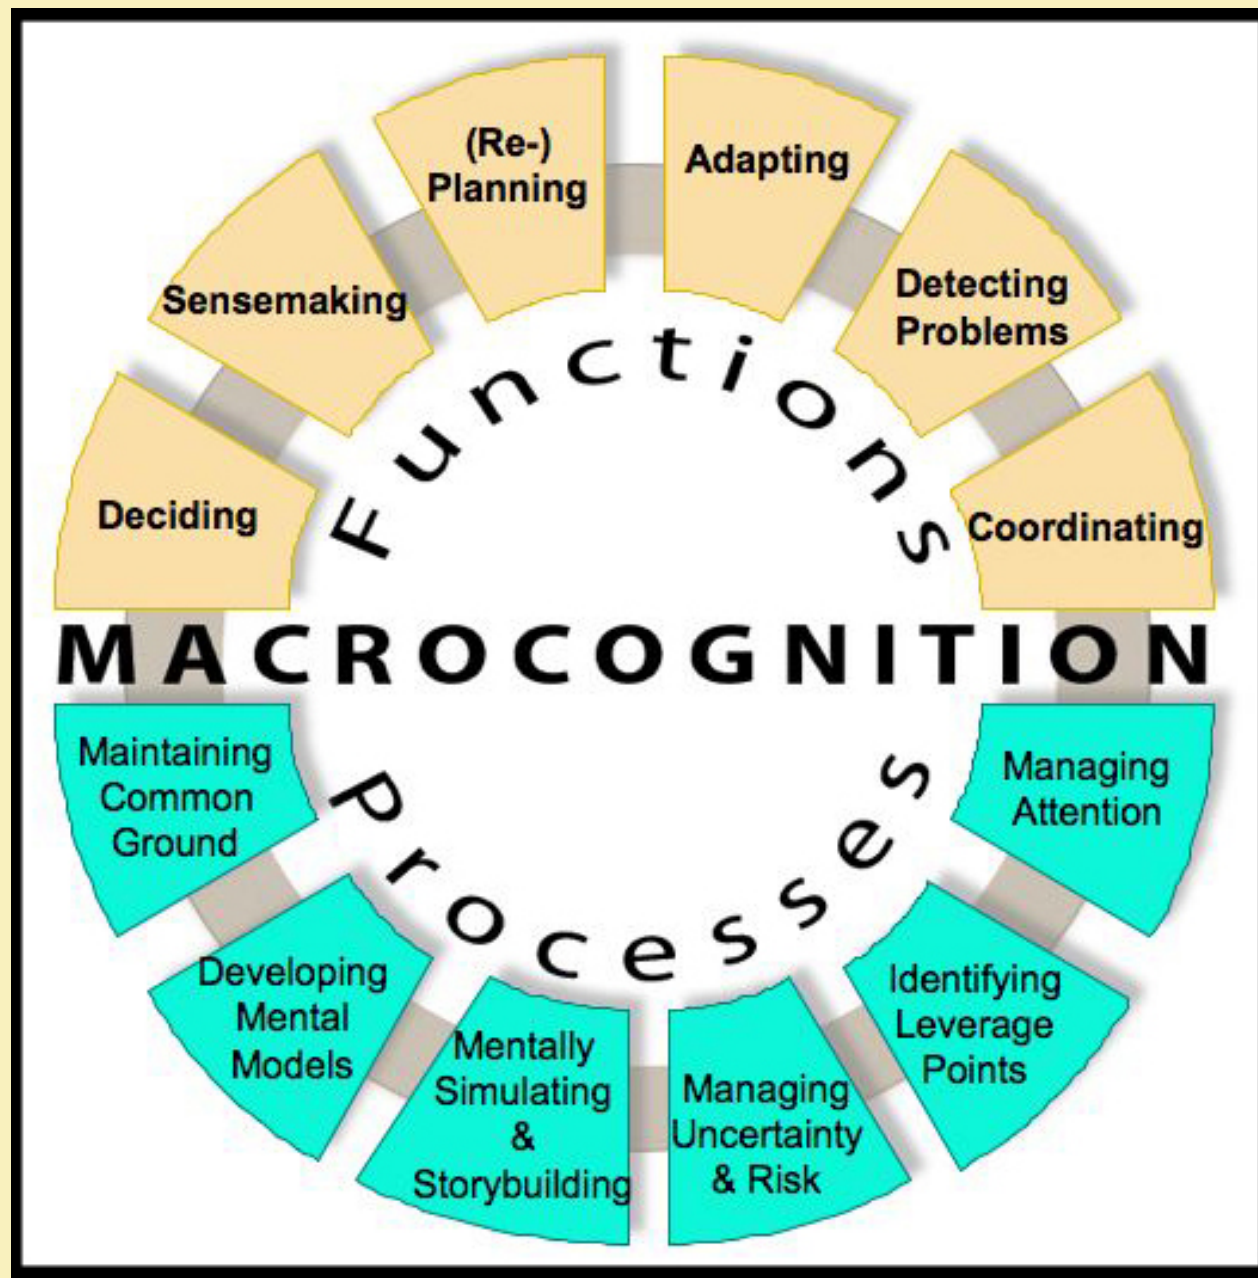 (Re-)
Planning
Adapting
Sensemaking
Detecting
Problems
Deciding
Coordinating
Functions
MACROCOGNITION
Processes
Maintaining
Common
Ground
Managing
Attention
Developing
Mental
Models
Identifying
Leverage
Points
Mentally
Simulating
&
Storybuilding
Managing
Uncertainty
& Risk